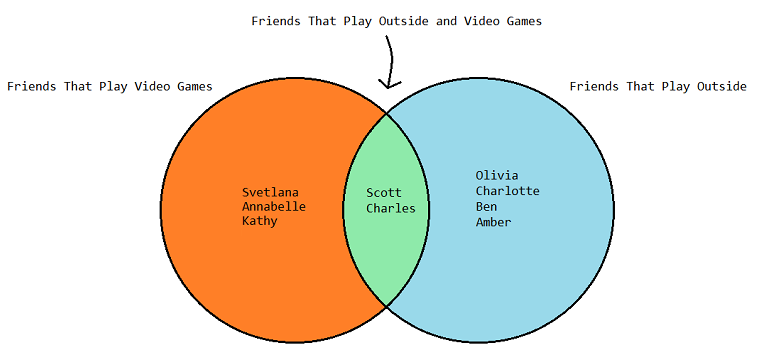 Friends That Play Outside and Video Games
Friends That Play Video Games
Friends That Play Outside
Svetlana
Annabelle
Kathy
Scott
Charles
Olivia
Charlotte
Ben
Amber